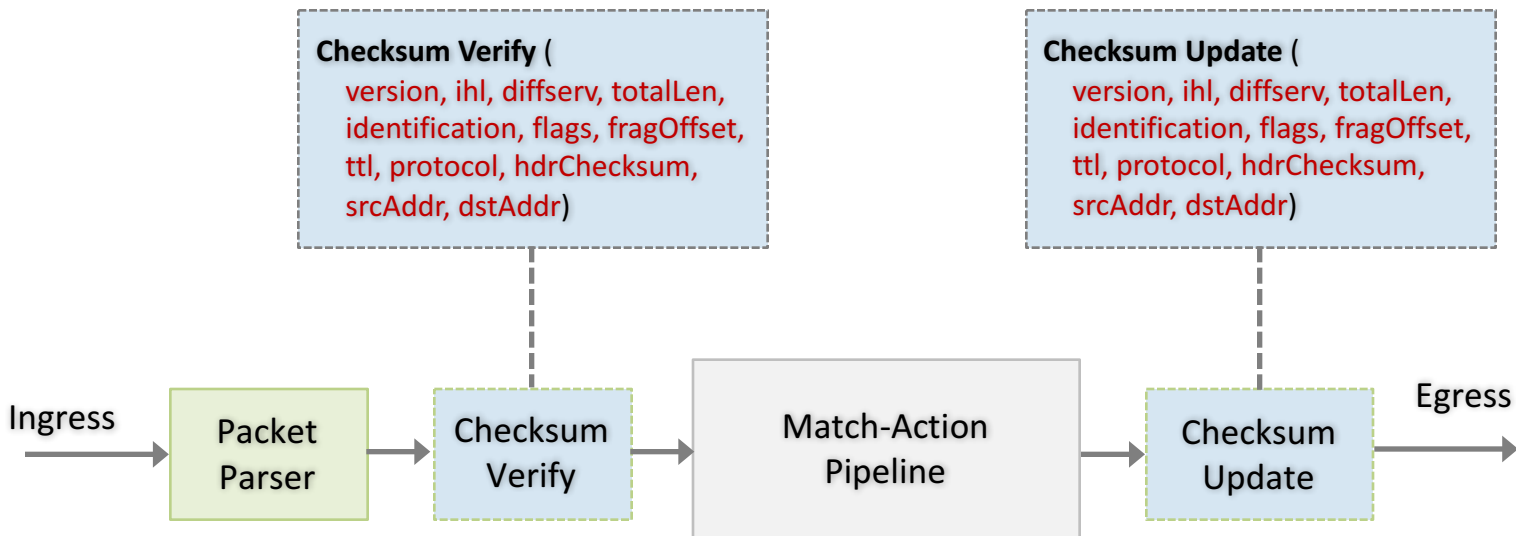 Checksum Verify (
version, ihl, diffserv, totalLen,
identification, flags, fragOffset,
ttl, protocol, hdrChecksum,
srcAddr, dstAddr)
Checksum Update (
version, ihl, diffserv, totalLen,
identification, flags, fragOffset,
ttl, protocol, hdrChecksum,
srcAddr, dstAddr)
Ingress
Packet
Parser
Checksum
Verify
Match-Action
Pipeline
Checksum
Update
Egress